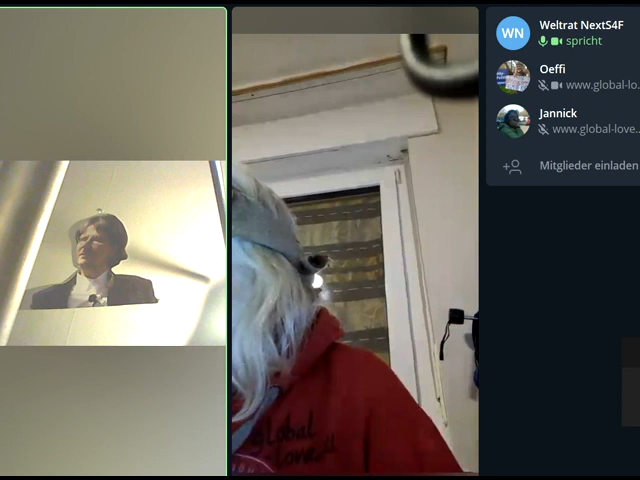 WN
Weltrat NextS4F
spricht
Oeffi
www.global-lo...
Jannick
www.global-love...
Mitglieder einladen
global
love